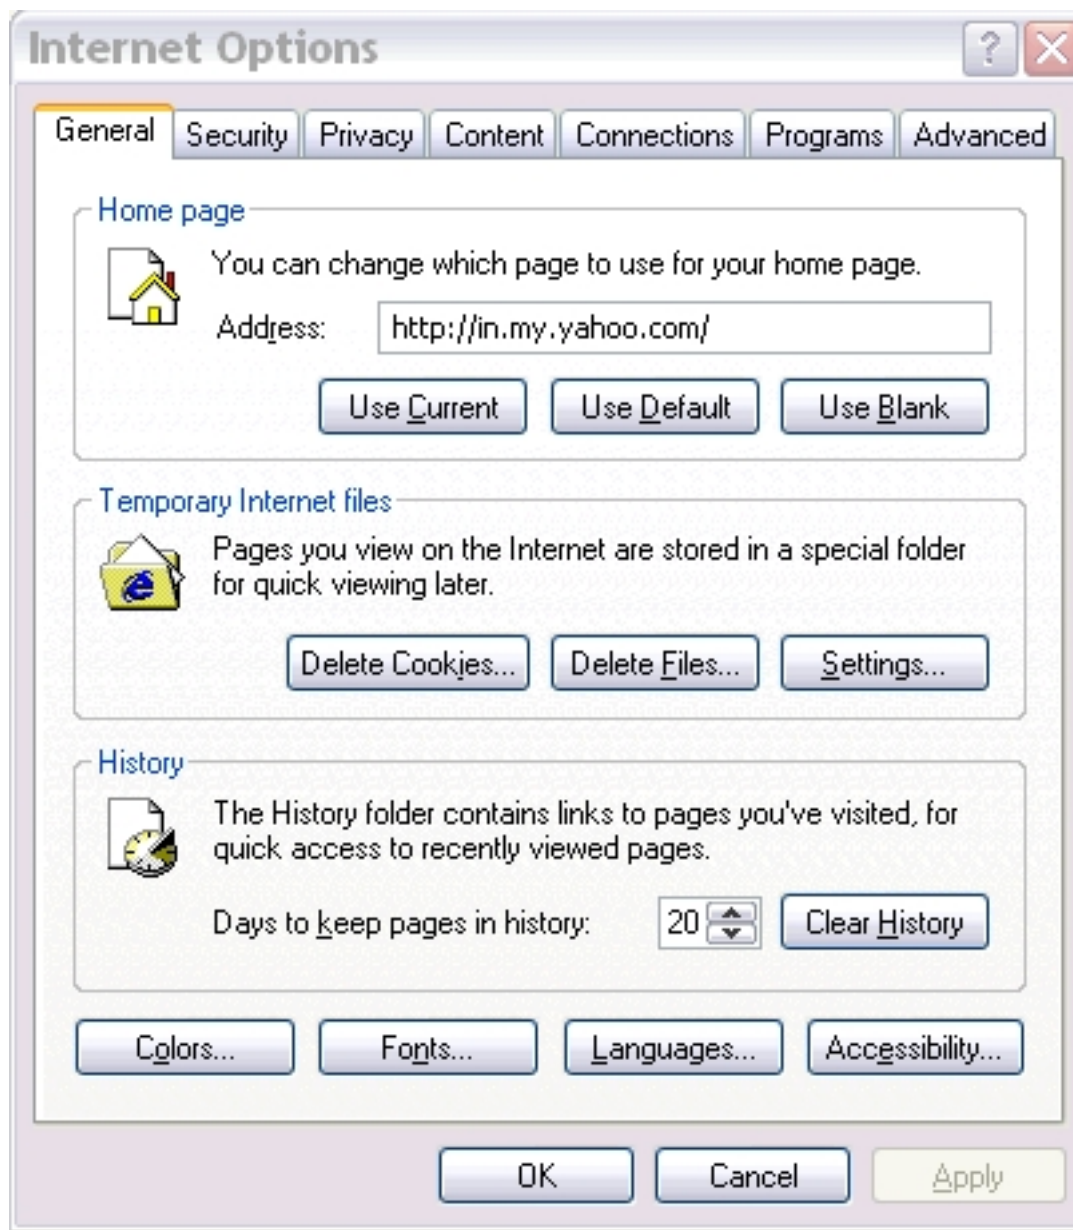 Internet Options
General Security Privacy Content Connections Programs Advanced
Home page
You can change which page to use for your home page.
Address: http://in.my.yahoo.com/
Use Current Use Default Use Blank
Temporary Internet files
Pages you view on the Internet are stored in a special folder
for quick viewing later.
Delete Cookies... Delete Files... Settings...
History
The History folder contains links to pages you've visited, for
quick access to recently viewed pages.
Days to keep pages in history: 20 Clear History
Colors... Fonts... Languages... Accessibility...
OK Cancel Apply